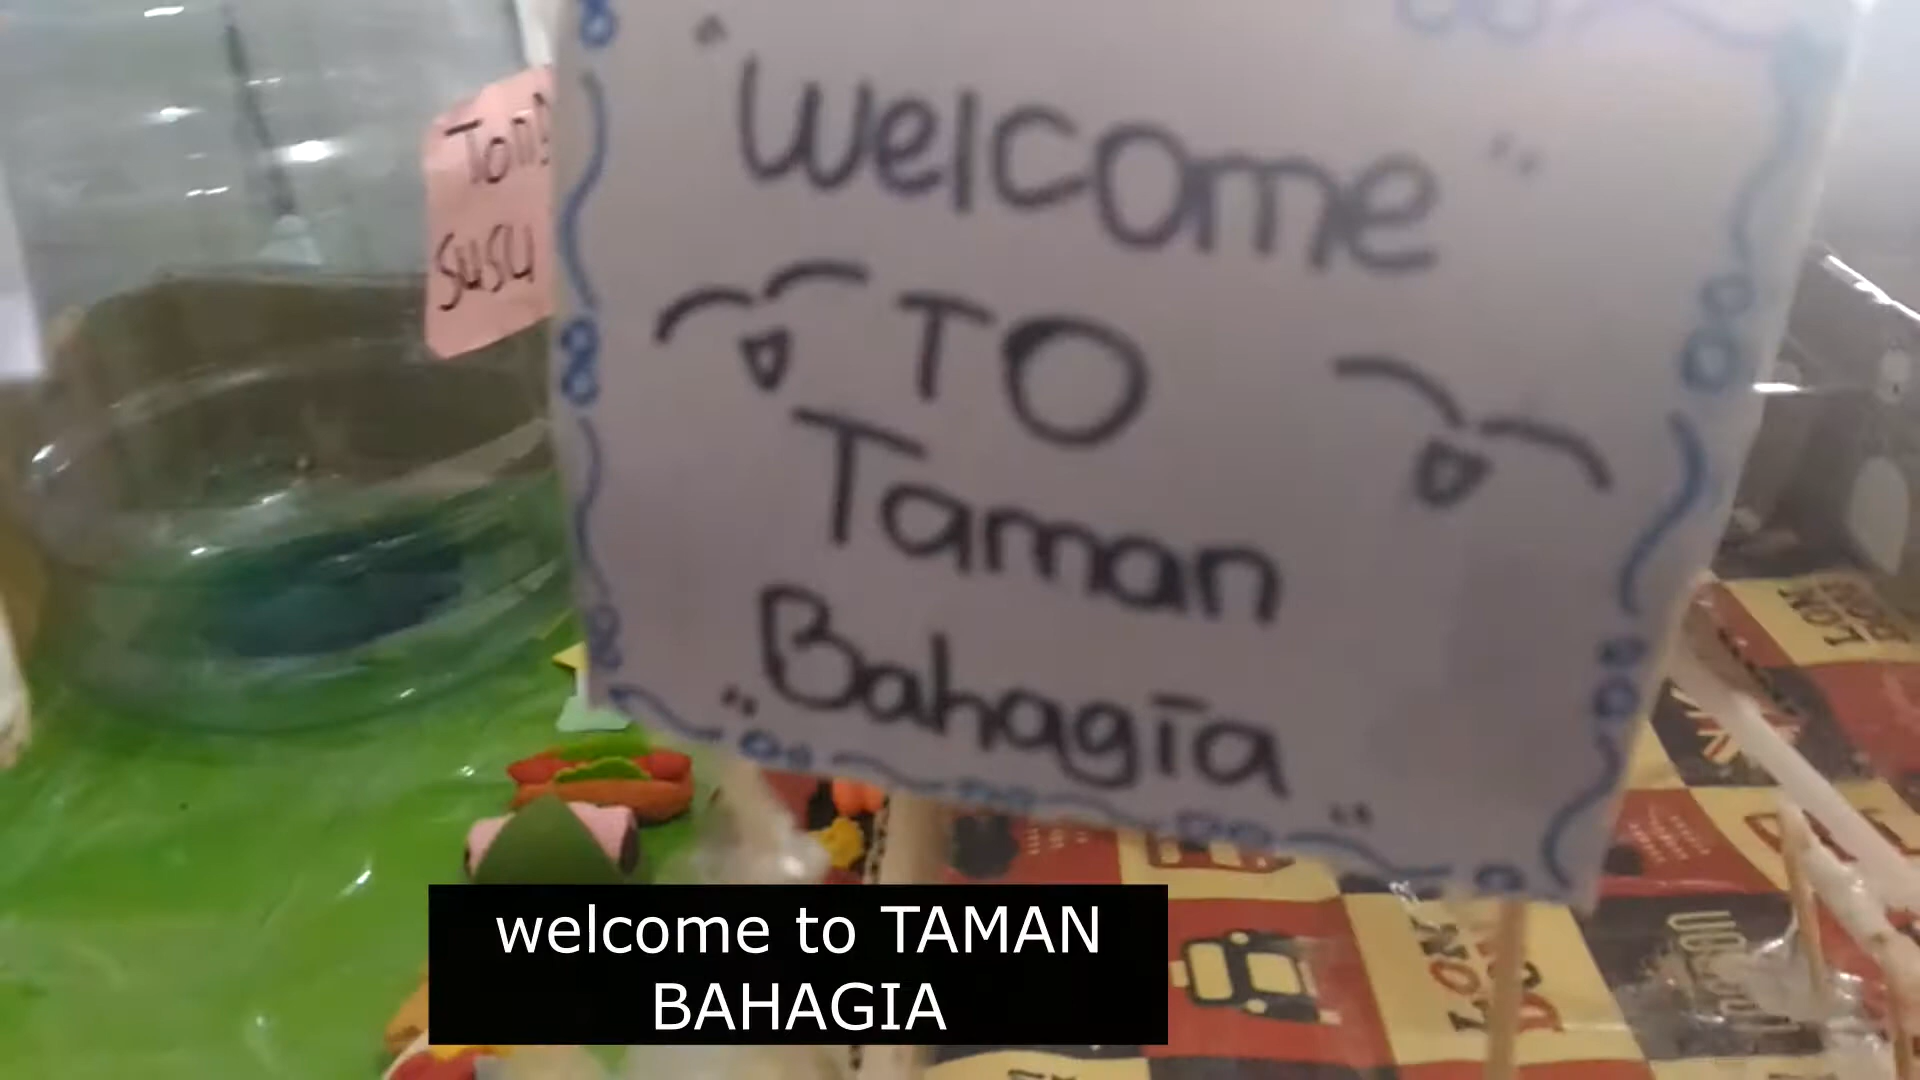 "Welcome"
TO
Taman
"Bahagia"
susu
welcome to TAMAN
BAHAGIA